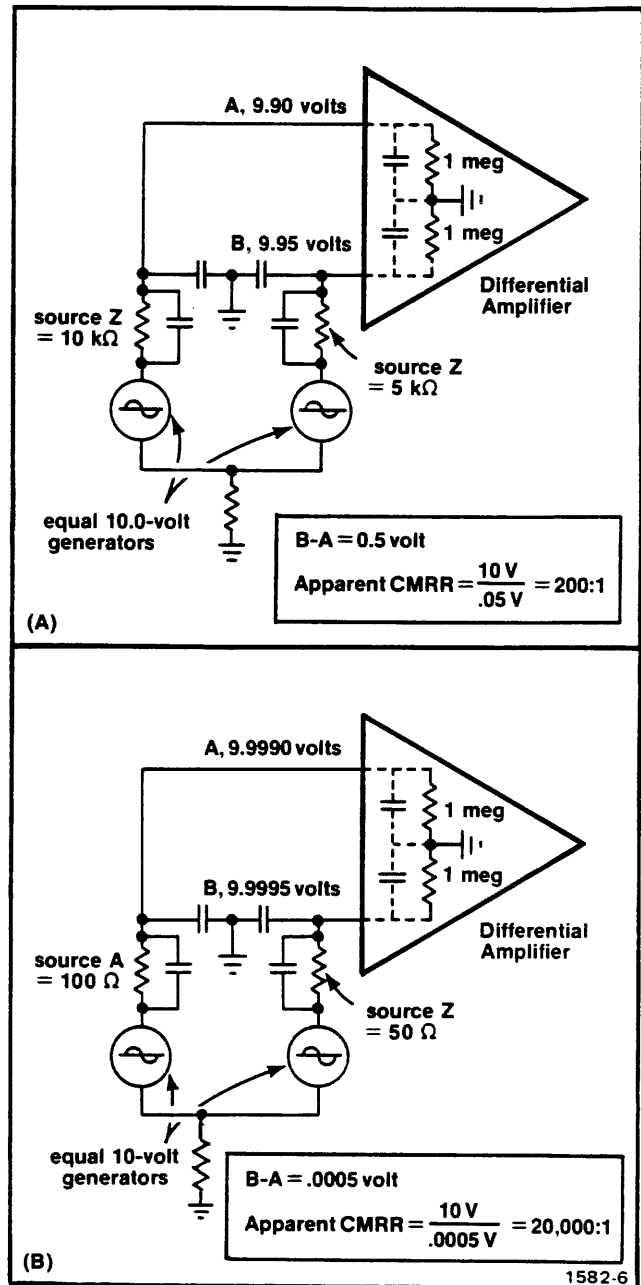 A, 9.90 volts
1 meg
1 meg
B, 9.95 volts
Differential
Amplifier
source Z
= 10 kΩ
source Z
= 5 kΩ
equal 10.0-volt
generators
B-A = 0.5 volt
Apparent CMRR = 10 V / .05 V = 200:1
(A)
A, 9.9990 volts
1 meg
1 meg
B, 9.9995 volts
Differential
Amplifier
source A
= 100 Ω
source Z
= 50 Ω
equal 10-volt
generators
B-A = .0005 volt
Apparent CMRR = 10 V / .0005 V = 20,000:1
(B)
1582-6